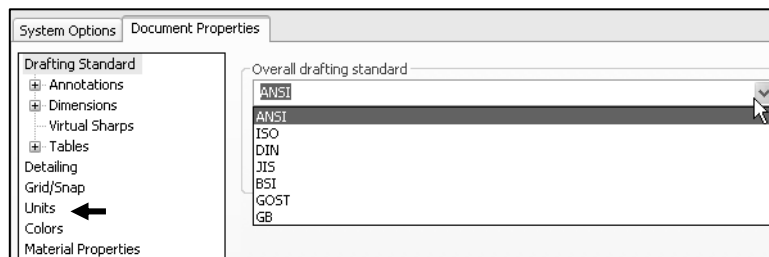 System Options
Document Properties
Drafting Standard
Annotations
Dimensions
Virtual Sharps
Tables
Detailing
Grid/Snap
Units
Colors
Material Properties
Overall drafting standard
ANSI
ANSI
ISO
DIN
JIS
BSI
GOST
GB